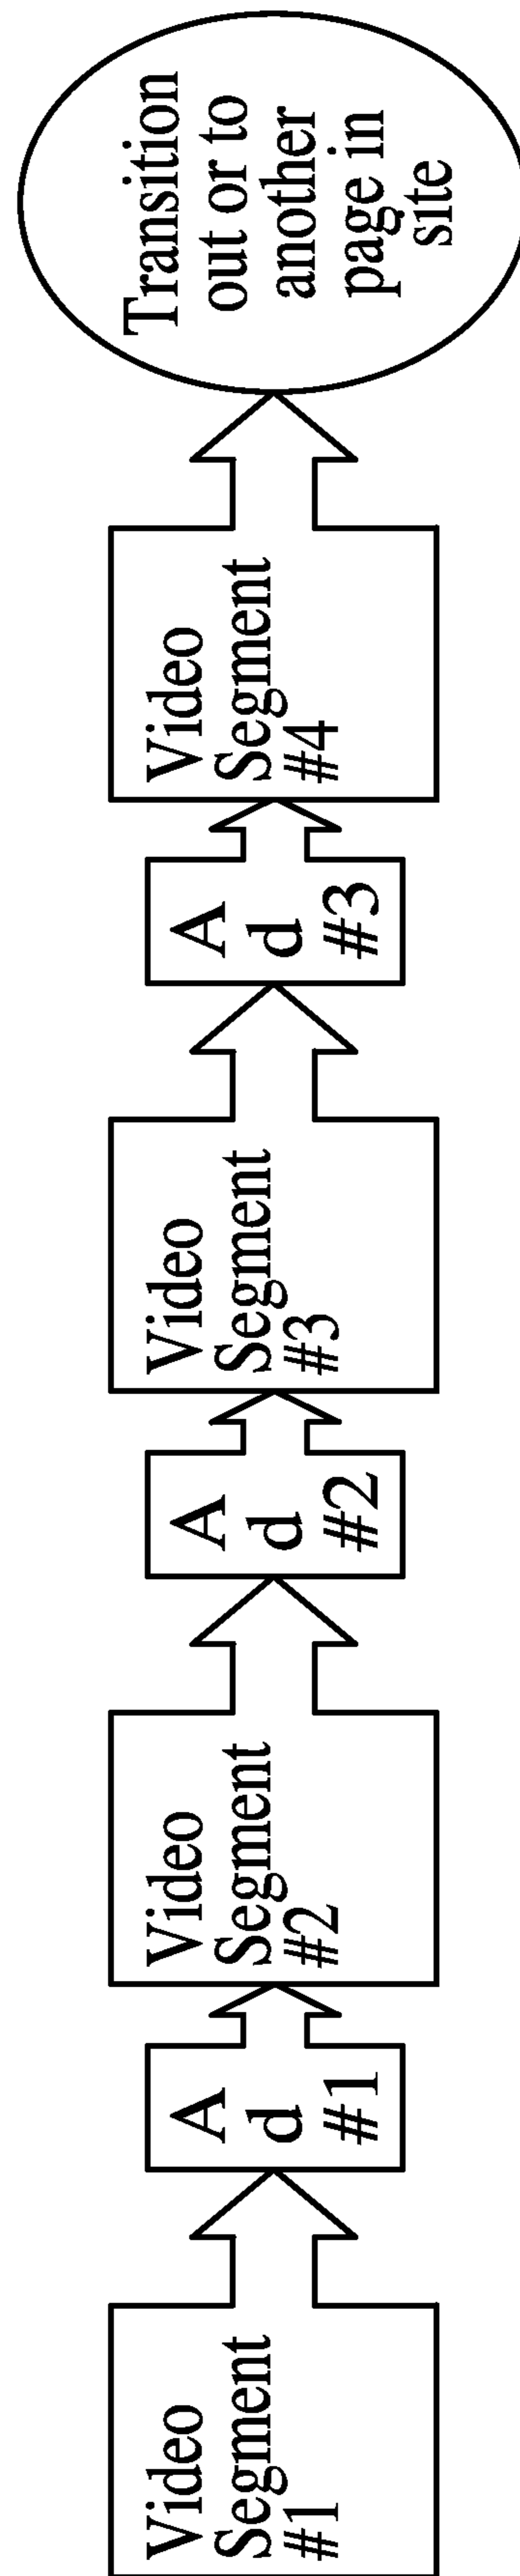 Video
Segment
#1
A
d
#1
Video
Segment
#2
A
d
#2
Video
Segment
#3
A
d
#3
Video
Segment
#4
Transition
out or to
another
page in
site